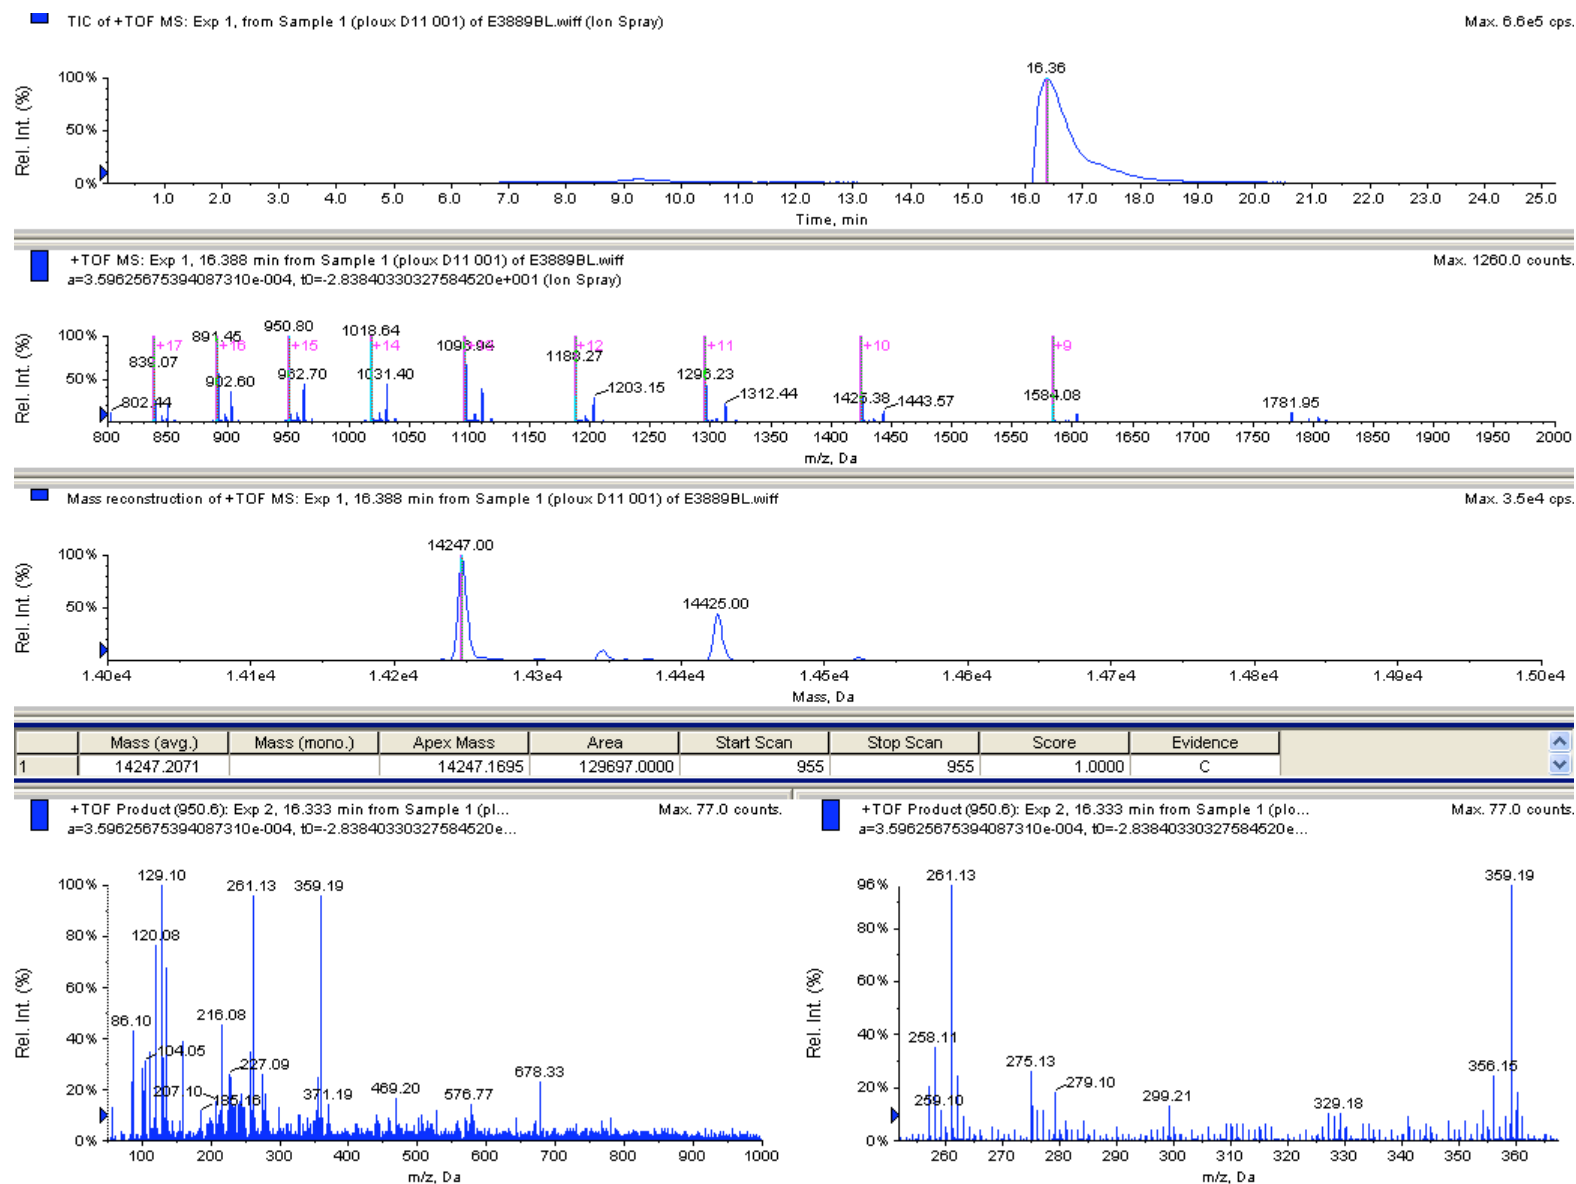 TIC of +TOF MS: Exp 1, from Sample 1 (ploux D11 001) of E3889BL.wiff (Ion Spray)
Max. 6.6e5 cps.
Rel. Int. (%)
100%
50%
0%
16.36
1.0 2.0 3.0 4.0 5.0 6.0 7.0 8.0 9.0 10.0 11.0 12.0 13.0 14.0 15.0 16.0 17.0 18.0 19.0 20.0 21.0 22.0 23.0 24.0 25.0
Time, min
+TOF MS: Exp 1, 16.388 min from Sample 1 (ploux D11 001) of E3889BL.wiff
Max. 1260.0 counts.
a=3.59625675394087310e-004, t0=-2.83840330327584520e+001 (Ion Spray)
Rel. Int. (%)
100%
50%
802.44 839.07 +17 891.45 +16 902.60 950.80 +15 962.70 1018.64 +14 1031.40 +12 1188.27 1203.15 +11 1296.23 1312.44 +10 1443.57 +9 1584.08 1781.95
800 850 900 950 1000 1050 1100 1150 1200 1250 1300 1350 1400 1450 1500 1550 1600 1650 1700 1750 1800 1850 1900 1950 2000
m/z, Da
Mass reconstruction of +TOF MS: Exp 1, 16.388 min from Sample 1 (ploux D11 001) of E3889BL.wiff
Max. 3.5e4 cps.
Rel. Int. (%)
100%
50%
14247.00
14425.00
1.40e4 1.41e4 1.42e4 1.43e4 1.44e4 1.45e4 1.46e4 1.47e4 1.48e4 1.49e4 1.50e4
Mass, Da
Mass (avg.) Mass (mono.) Apex Mass Area Start Scan Stop Scan Score Evidence
1 14247.2071 14247.1695 129697.0000 955 955 1.0000 C
+TOF Product (950.6): Exp 2, 16.333 min from Sample 1 (pl...
Max. 77.0 counts.
a=3.59625675394087310e-004, t0=-2.83840330327584520e...
Rel. Int. (%)
100%
80%
60%
40%
20%
0%
129.10 261.13 359.19
120.08
216.08
86.10
104.05
227.09
207.10 185.16
371.19 469.20 576.77 678.33
100 200 300 400 500 600 700 800 900 1000
m/z, Da
+TOF Product (950.6): Exp 2, 16.333 min from Sample 1 (plo...
Max. 77.0 counts.
a=3.59625675394087310e-004, t0=-2.83840330327584520e...
Rel. Int. (%)
96%
80%
60%
40%
20%
0%
261.13 359.19
258.11
275.13
279.10
259.10
299.21
329.18
356.15
260 270 280 290 300 310 320 330 340 350 360
m/z, Da